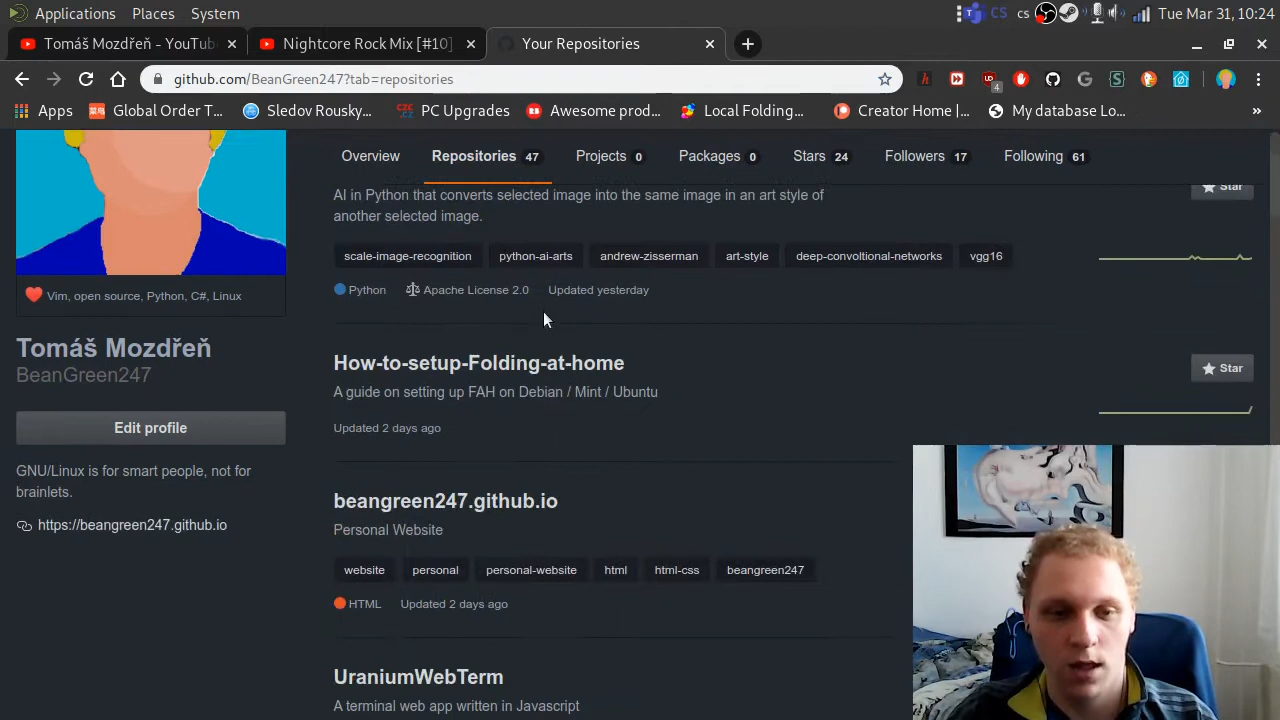 Applications Places System
CS cs Tue Mar 31, 10:24
Tomáš Mozdřeň - YouTub
Nightcore Rock Mix [#10]
Your Repositories
github.com/BeanGreen247?tab=repositories
4
Apps
Global Order T...
Sledov Rousky...
PC Upgrades
Awesome prod...
Local Folding...
Creator Home |...
My database Lo...
»
Overview Repositories 47 Projects 0 Packages 0 Stars 24 Followers 17 Following 61
AI in Python that converts selected image into the same image in an art style of
another selected image.
Star
scale-image-recognition python-ai-arts andrew-zisserman art-style deep-convoltional-networks vgg16
Python Apache License 2.0 Updated yesterday
Vim, open source, Python, C#, Linux
Tomáš Mozdřeň
BeanGreen247
Edit profile
GNU/Linux is for smart people, not for
brainlets.
https://beangreen247.github.io
How-to-setup-Folding-at-home
Star
A guide on setting up FAH on Debian / Mint / Ubuntu
Updated 2 days ago
beangreen247.github.io
Personal Website
website personal personal-website html html-css beangreen247
HTML Updated 2 days ago
UraniumWebTerm
A terminal web app written in Javascript